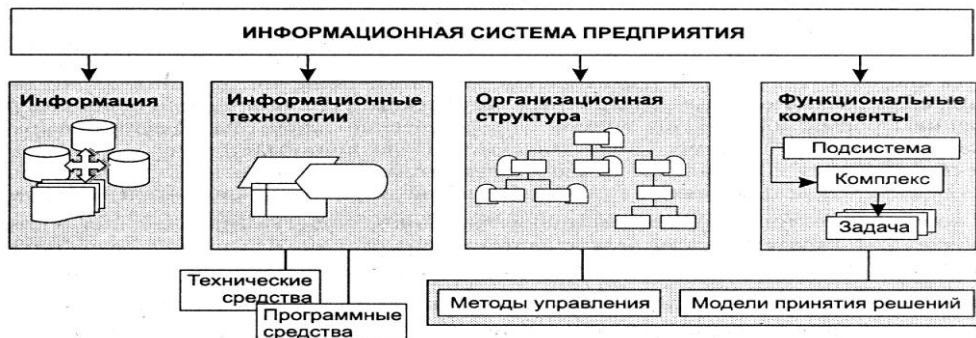 ИНФОРМАЦИОННАЯ СИСТЕМА ПРЕДПРИЯТИЯ
Информация
Информационные
технологии
Организационная
структура
Функциональные
компоненты
Подсистема
Комплекс
Задача
Технические
средства
Программные
средства
Методы управления
Модели принятия решений